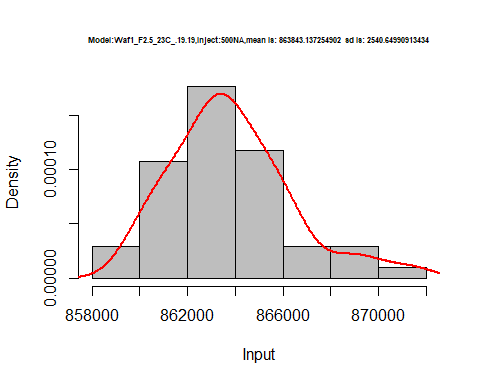 Model:Waf1_F2.5_23C_.19.19,Inject:500NA,mean is: 863843.137254902 sd is: 2540.64990913434
Density
0.00010
0.00000
858000 862000 866000 870000
Input